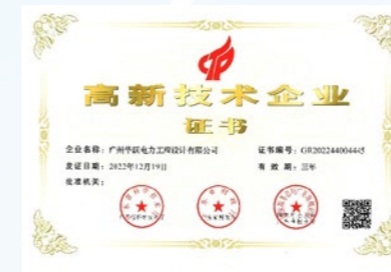 高新技术企业
证书
企业名称：广州华跃电力工程设计有限公司 证书编号：GR202244004445
发证日期：2022年12月19日 有 效 期：三年
批准机关：